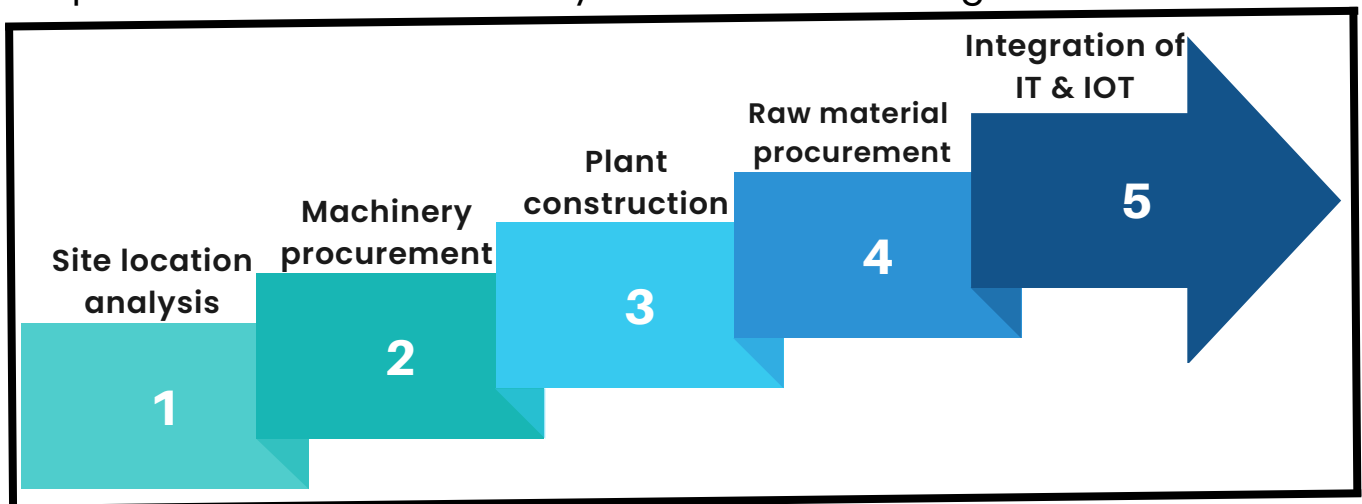 Site location
analysis
1
Machinery
procurement
2
Plant
construction
3
Raw material
procurement
4
Integration of
IT & IOT
5